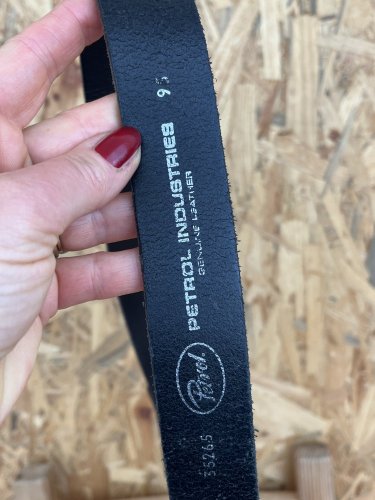 95
PETROL INDUSTRIES
GENUINE LEATHER
Petrol.
35265